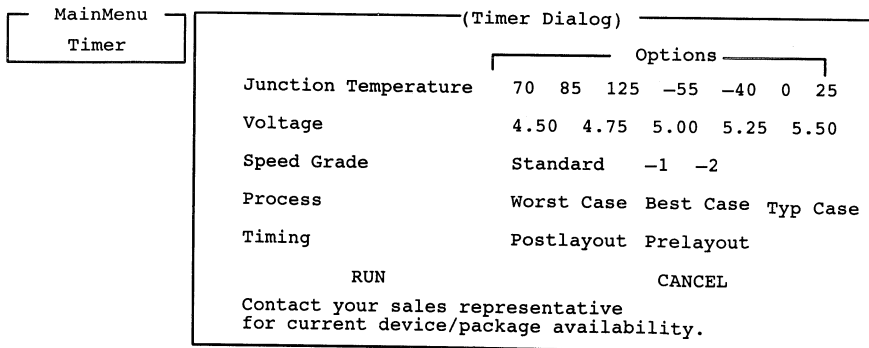 MainMenu
Timer
(Timer Dialog)
Options
Junction Temperature 70 85 125 –55 –40 0 25
Voltage 4.50 4.75 5.00 5.25 5.50
Speed Grade Standard –1 –2
Process Worst Case Best Case Typ Case
Timing Postlayout Prelayout
RUN CANCEL
Contact your sales representative
for current device/package availability.